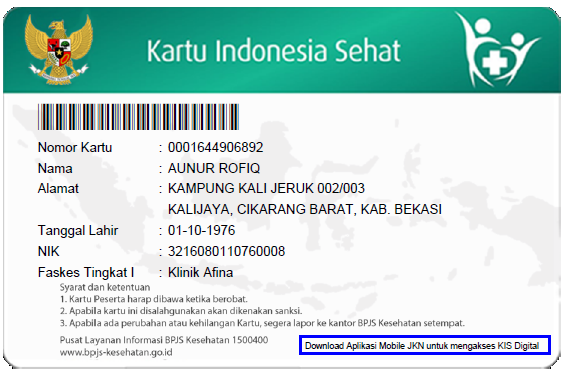 Kartu Indonesia Sehat
Nomor Kartu : 0001644906892
Nama : AUNUR ROFIQ
Alamat : KAMPUNG KALI JERUK 002/003
KALIJAYA, CIKARANG BARAT, KAB. BEKASI
Tanggal Lahir : 01-10-1976
NIK : 3216080110760008
Faskes Tingkat I : Klinik Afina
Syarat dan ketentuan
1. Kartu Peserta harap dibawa ketika berobat.
2. Apabila kartu ini disalahgunakan akan dikenakan sanksi.
3. Apabila ada perubahan atau kehilangan Kartu, segera lapor ke kantor BPJS Kesehatan setempat.
Pusat Layanan Informasi BPJS Kesehatan 1500400
www.bpjs-kesehatan.go.id
Download Aplikasi Mobile JKN untuk mengakses KIS Digital